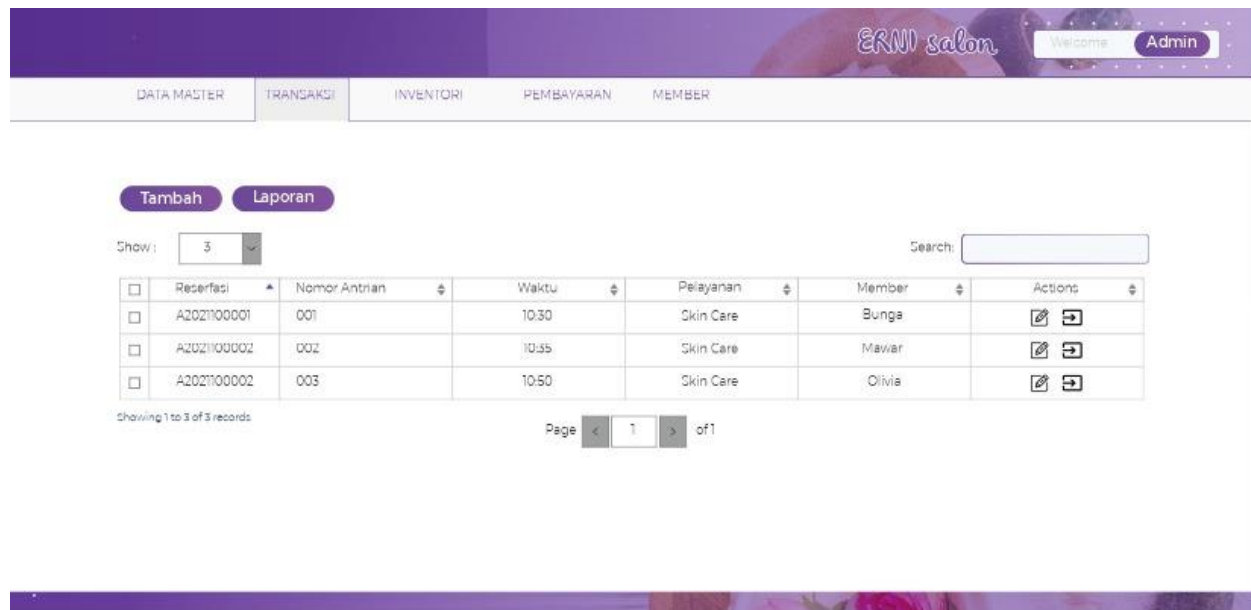 ERNI salon Welcome Admin
DATA MASTER TRANSAKSI INVENTORI PEMBAYARAN MEMBER
Tambah Laporan
Show : 3 Search:
Reserfasi Nomor Antrian Waktu Pelayanan Member Actions
A2021100001 001 10:30 Skin Care Bunga
A2021100002 002 10:35 Skin Care Mawar
A2021100002 003 10:50 Skin Care Olivia
Showing 1 to 3 of 3 records
Page < 1 > of 1